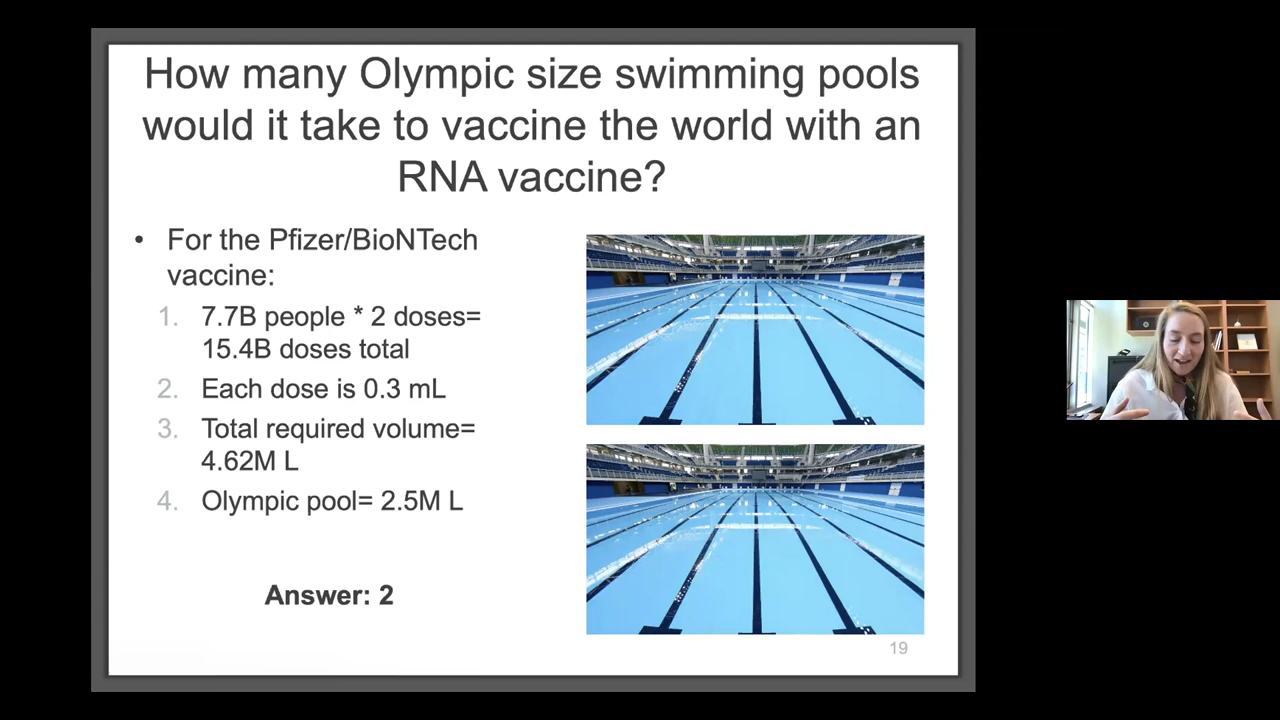 How many Olympic size swimming pools
would it take to vaccine the world with an
RNA vaccine?
• For the Pfizer/BioNTech
vaccine:
1. 7.7B people * 2 doses=
15.4B doses total
2. Each dose is 0.3 mL
3. Total required volume=
4.62M L
4. Olympic pool= 2.5M L
Answer: 2
19